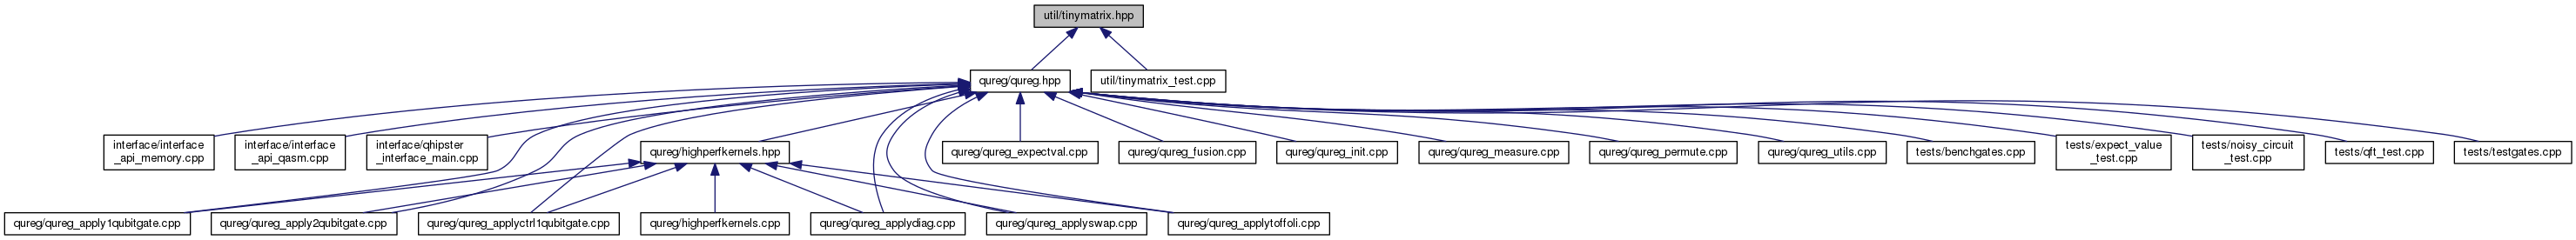 util/tinymatrix.hpp
qureg/qureg.hpp
util/tinymatrix_test.cpp
interface/interface
_api_memory.cpp
interface/interface
_api_qasm.cpp
interface/qhipster
_interface_main.cpp
qureg/highperfkernels.hpp
qureg/qureg_expectval.cpp
qureg/qureg_fusion.cpp
qureg/qureg_init.cpp
qureg/qureg_measure.cpp
qureg/qureg_permute.cpp
qureg/qureg_utils.cpp
tests/benchgates.cpp
tests/expect_value
_test.cpp
tests/noisy_circuit
_test.cpp
tests/qft_test.cpp
tests/testgates.cpp
qureg/qureg_apply1qubitgate.cpp
qureg/qureg_apply2qubitgate.cpp
qureg/qureg_applyctrl1qubitgate.cpp
qureg/highperfkernels.cpp
qureg/qureg_applydiag.cpp
qureg/qureg_applyswap.cpp
qureg/qureg_applytoffoli.cpp